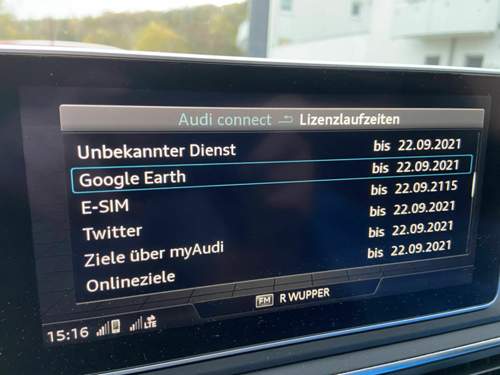 Audi connect Lizenzlaufzeiten
Unbekannter Dienst bis 22.09.2021
Google Earth bis 22.09.2021
E-SIM bis 22.09.2115
Twitter bis 22.09.2021
Ziele über myAudi bis 22.09.2021
Onlineziele
FM R WUPPER
15:16 LTE